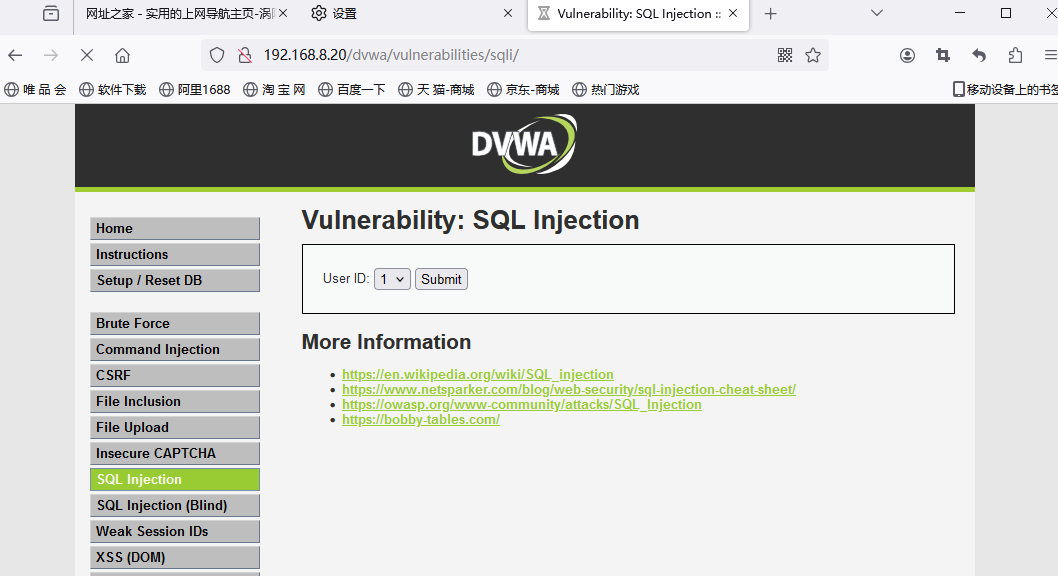 网址之家 - 实用的上网导航主页-涡
设置
Vulnerability: SQL Injection ::
192.168.8.20/dvwa/vulnerabilities/sqli/
唯 品 会
软件下载
阿里1688
淘 宝 网
百度一下
天 猫-商城
京东-商城
热门游戏
移动设备上的书签
DVWA
Home
Instructions
Setup / Reset DB
Brute Force
Command Injection
CSRF
File Inclusion
File Upload
Insecure CAPTCHA
SQL Injection
SQL Injection (Blind)
Weak Session IDs
XSS (DOM)
Vulnerability: SQL Injection
User ID: 1 Submit
More Information
https://en.wikipedia.org/wiki/SQL_injection
https://www.netsparker.com/blog/web-security/sql-injection-cheat-sheet/
https://owasp.org/www-community/attacks/SQL_Injection
https://bobby-tables.com/